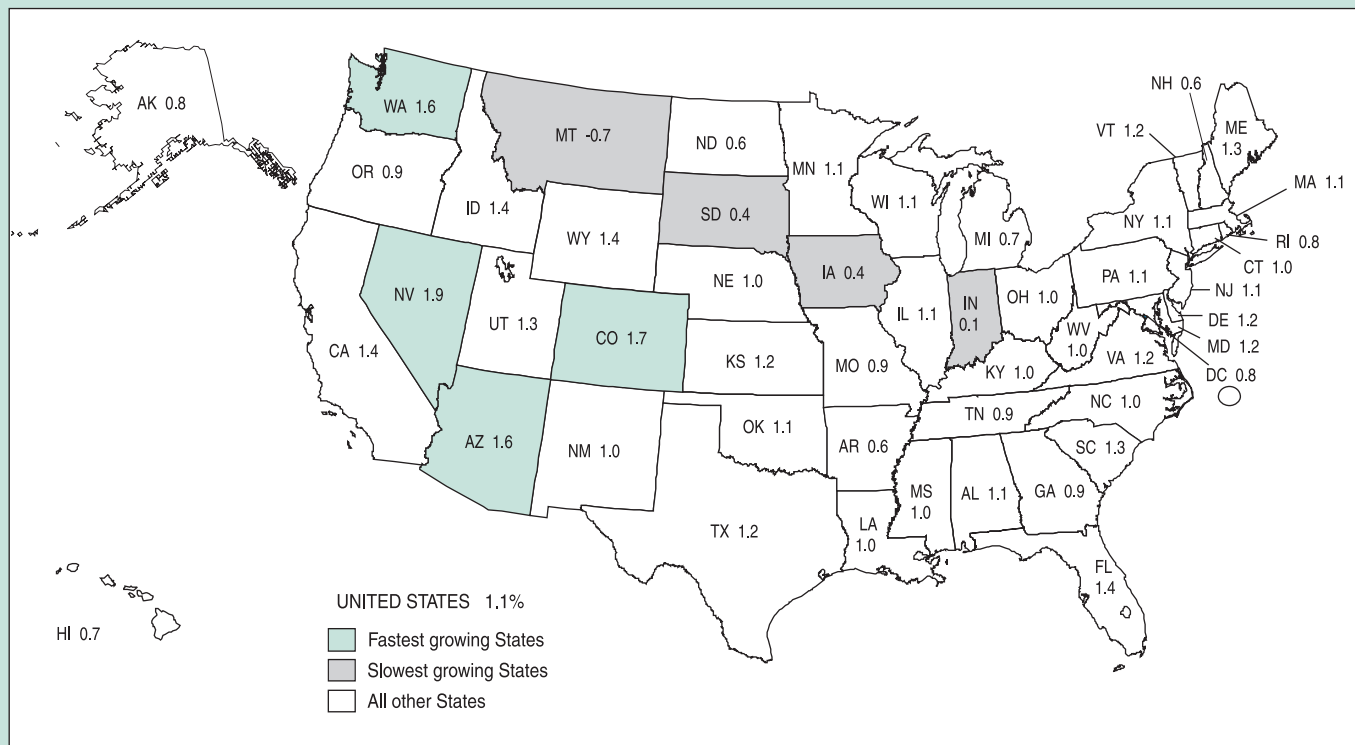 AK 0.8
WA 1.6
MT -0.7
ND 0.6
MN 1.1
NH 0.6
VT 1.2
ME
1.3
OR 0.9
ID 1.4
WY 1.4
SD 0.4
WI 1.1
MI 0.7
NY 1.1
MA 1.1
RI 0.8
CT 1.0
NV 1.9
UT 1.3
CO 1.7
NE 1.0
IA 0.4
IL 1.1
IN
0.1
OH 1.0
PA 1.1
NJ 1.1
DE 1.2
MD 1.2
DC 0.8
CA 1.4
KS 1.2
MO 0.9
KY 1.0
WV
1.0
VA 1.2
AZ 1.6
NM 1.0
OK 1.1
AR 0.6
TN 0.9
NC 1.0
SC 1.3
TX 1.2
LA
1.0
MS
1.0
AL 1.1
GA 0.9
FL
1.4
HI 0.7
UNITED STATES 1.1%
Fastest growing States
Slowest growing States
All other States